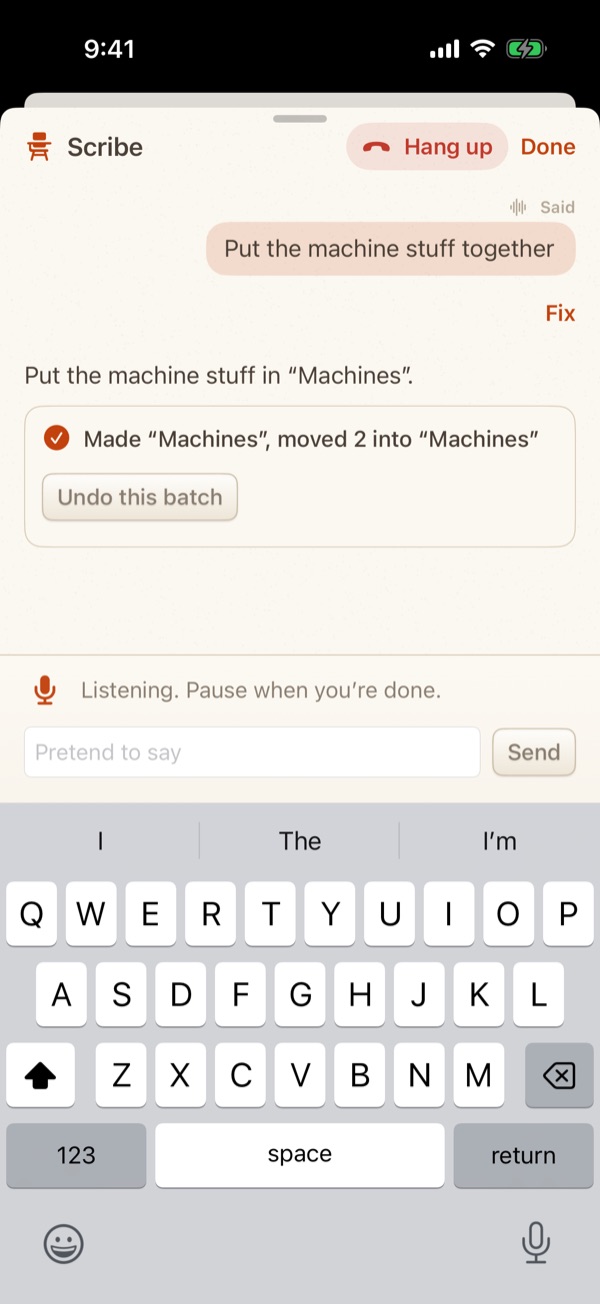 9:41
Scribe
Hang up
Done
Said
Put the machine stuff together
Fix
Put the machine stuff in “Machines”.
Made “Machines”, moved 2 into “Machines”
Undo this batch
Listening. Pause when you’re done.
Pretend to say
Send
I The I’m
Q W E R T Y U I O P
A S D F G H J K L
Z X C V B N M
123 space return